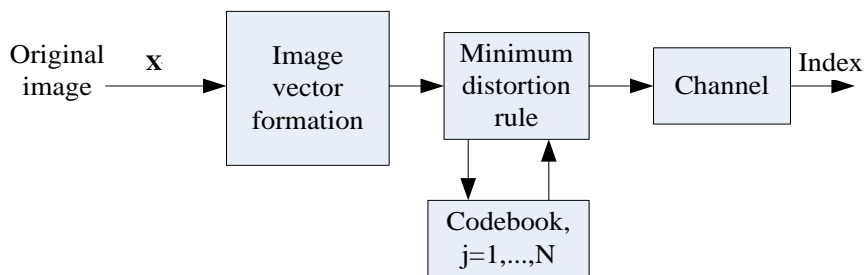 Original
image
X
Image
vector
formation
Minimum
distortion
rule
Channel
Index
Codebook,
j=1,...,N